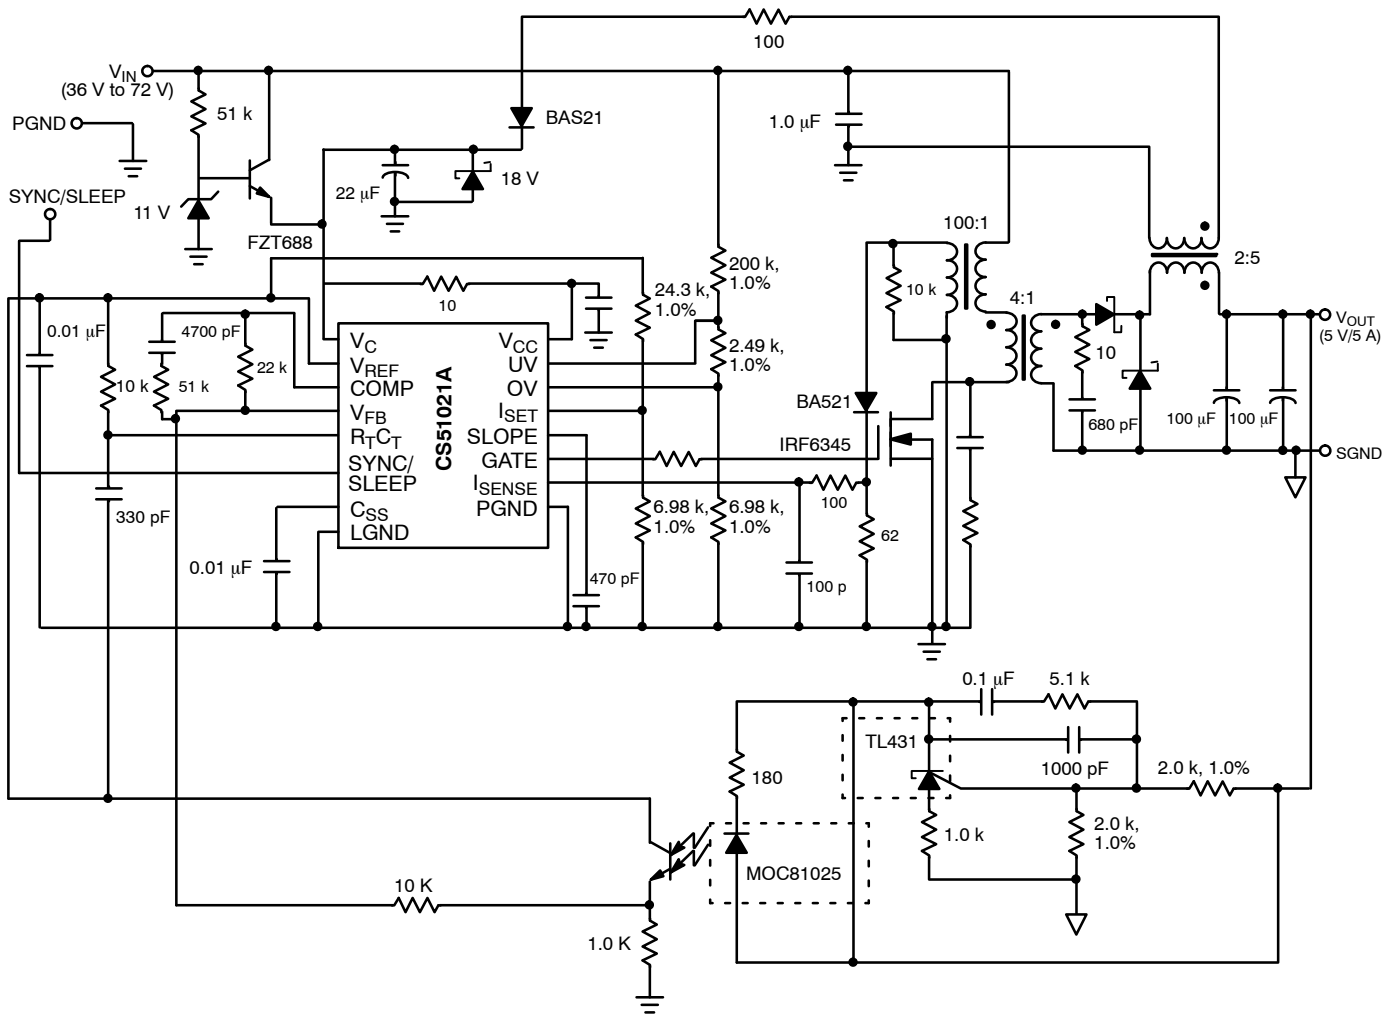 100
V_IN
(36 V to 72 V)
51 k
PGND
BAS21
1.0 μF
SYNC/SLEEP
11 V
22 μF
18 V
FZT688
100:1
2:5
200 k,
1.0%
24.3 k,
1.0%
10
10 k
4:1
V_OUT
(5 V/5 A)
0.01 μF
4700 pF
V_C
V_CC
V_REF
UV
2.49 k,
1.0%
10
10 k
51 k
22 k
COMP
OV
BA521
680 pF
100 μF
100 μF
V_FB
I_SET
R_TC_T
SLOPE
CS51021A
IRF6345
SGND
SYNC/
SLEEP
GATE
I_SENSE
100
330 pF
C_SS
PGND
6.98 k,
1.0%
6.98 k,
1.0%
LGND
62
0.01 μF
470 pF
100 p
0.1 μF
5.1 k
TL431
1000 pF
2.0 k, 1.0%
180
1.0 k
2.0 k,
1.0%
MOC81025
10 K
1.0 K